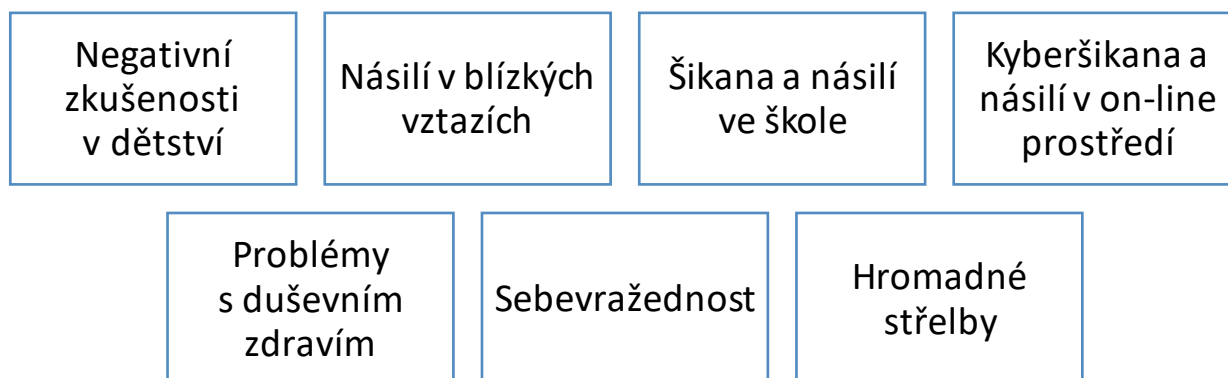 Negativní
zkušenosti
v dětství
Násilí v blízkých
vztazích
Šikana a násilí
ve škole
Kyberšikana a
násilí v on-line
prostředí
Problémy
s duševním
zdravím
Sebevražednost
Hromadné
střelby